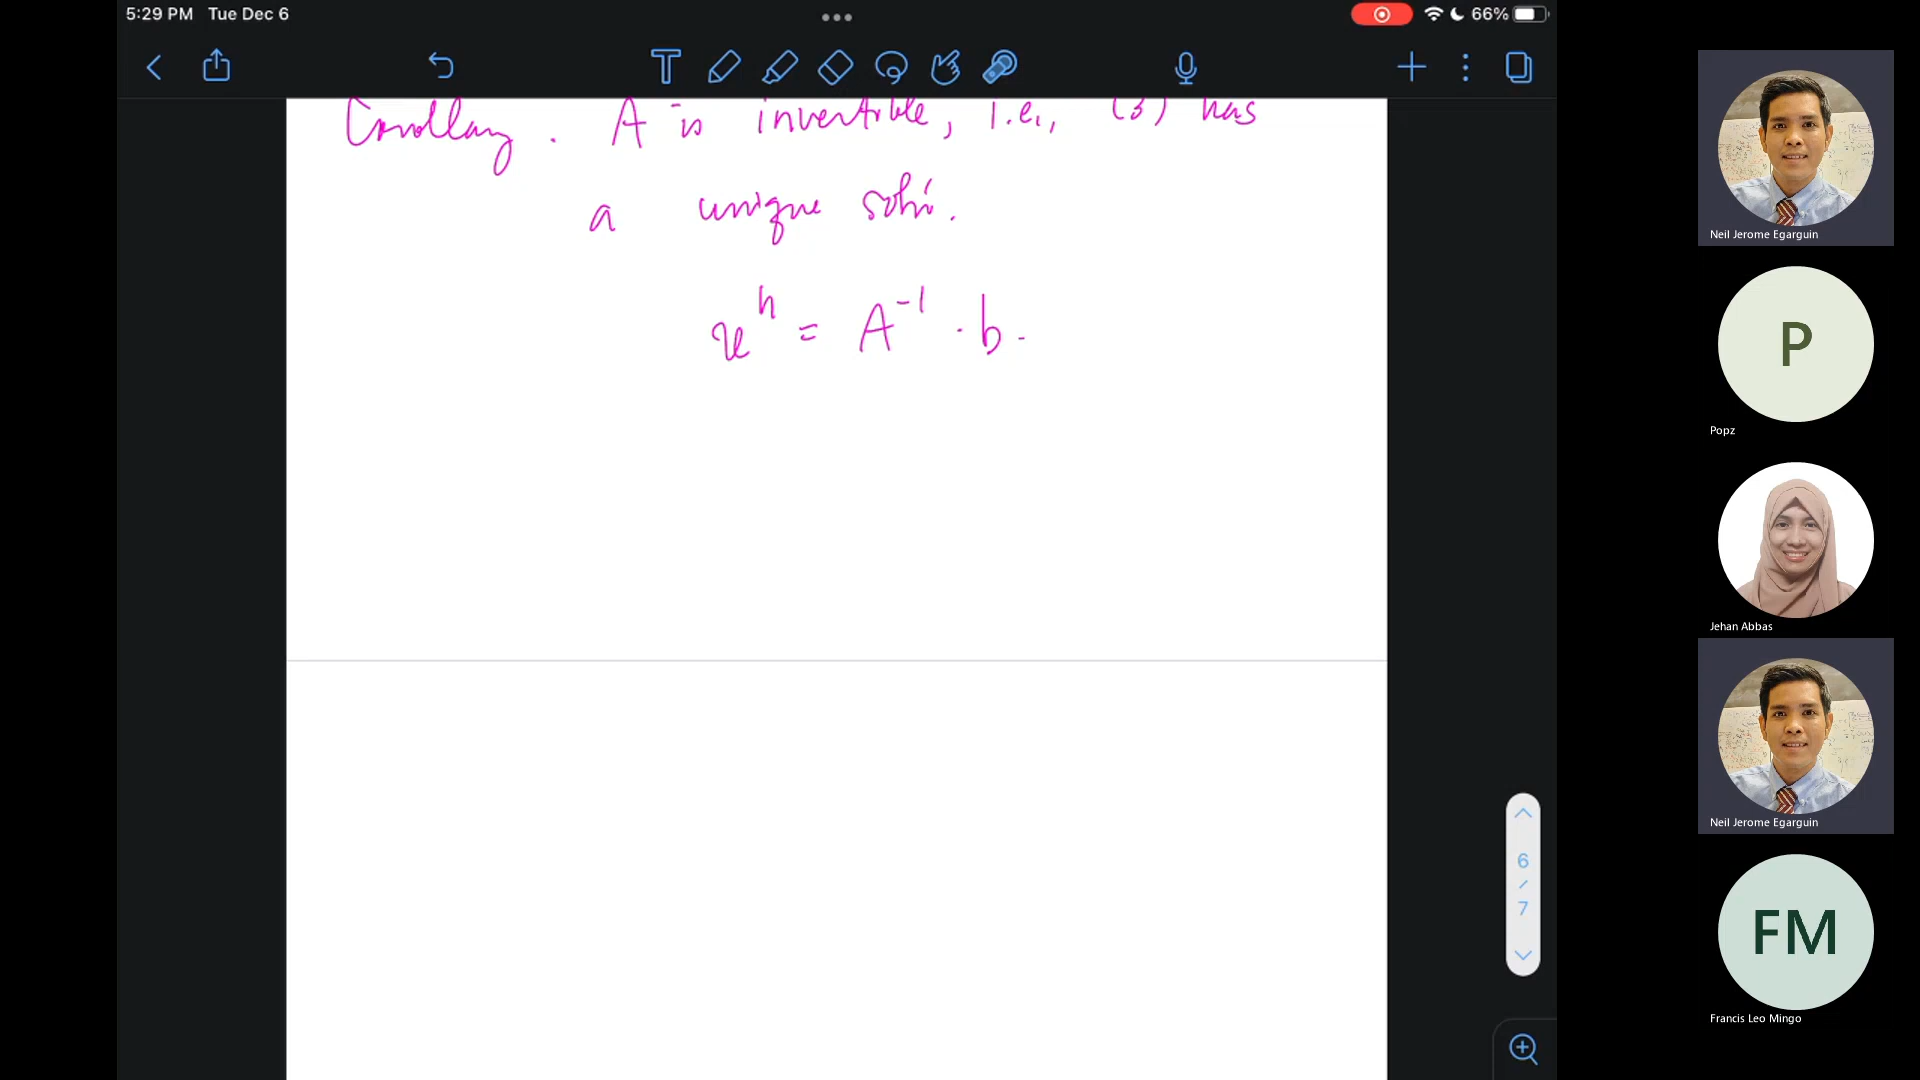 5:29 PM Tue Dec 6
66%
Corollary. A is invertible, i.e., (3) has
a unique soln.
u^h = A^-1 · b.
6
/
7
Neil Jerome Egarguin
P
Popz
Jehan Abbas
Neil Jerome Egarguin
FM
Francis Leo Mingo